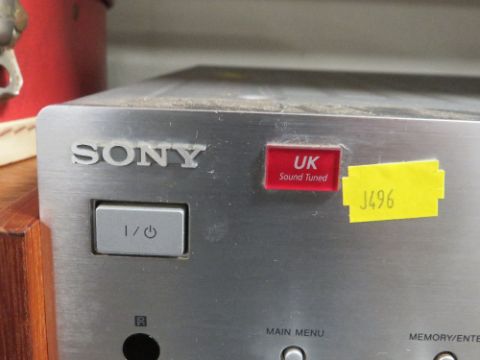 SONY
UK
Sound Tuned
J496
I/⏻
R
MAIN MENU
MEMORY/ENTE